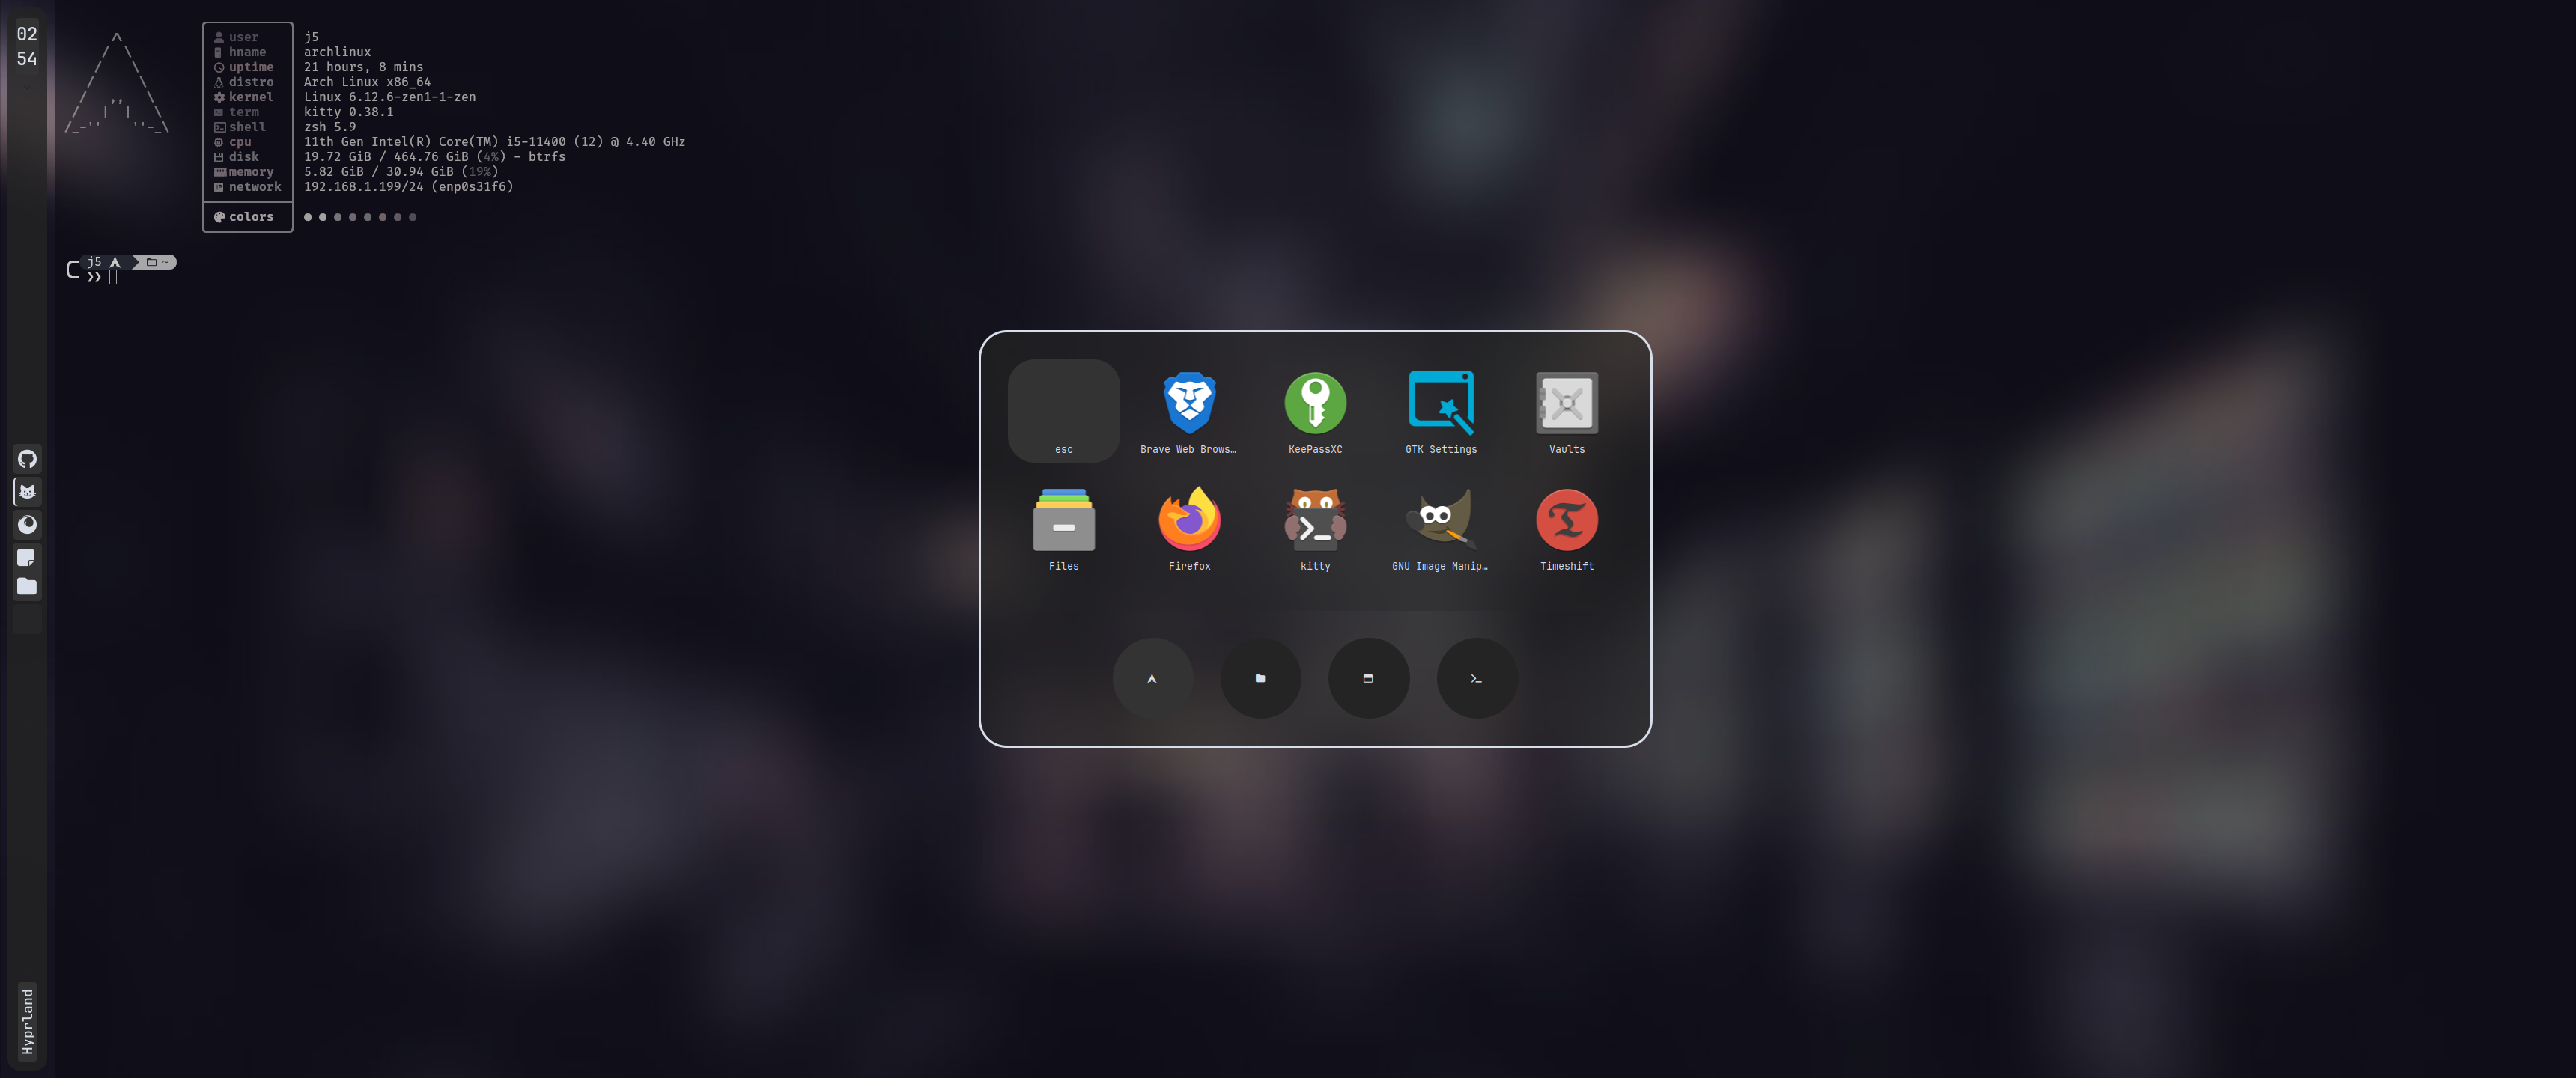 02
54
user j5
hname archlinux
uptime 21 hours, 8 mins
distro Arch Linux x86_64
kernel Linux 6.12.6-zen1-1-zen
term kitty 0.38.1
shell zsh 5.9
cpu 11th Gen Intel(R) Core(TM) i5-11400 (12) @ 4.40 GHz
disk 19.72 GiB / 464.76 GiB (4%) - btrfs
memory 5.82 GiB / 30.94 GiB (19%)
network 192.168.1.199/24 (enp0s31f6)
colors
j5 ~
❯❯
esc Brave Web Brows… KeePassXC GTK Settings Vaults
Files Firefox kitty GNU Image Manip… Timeshift
Hyprland